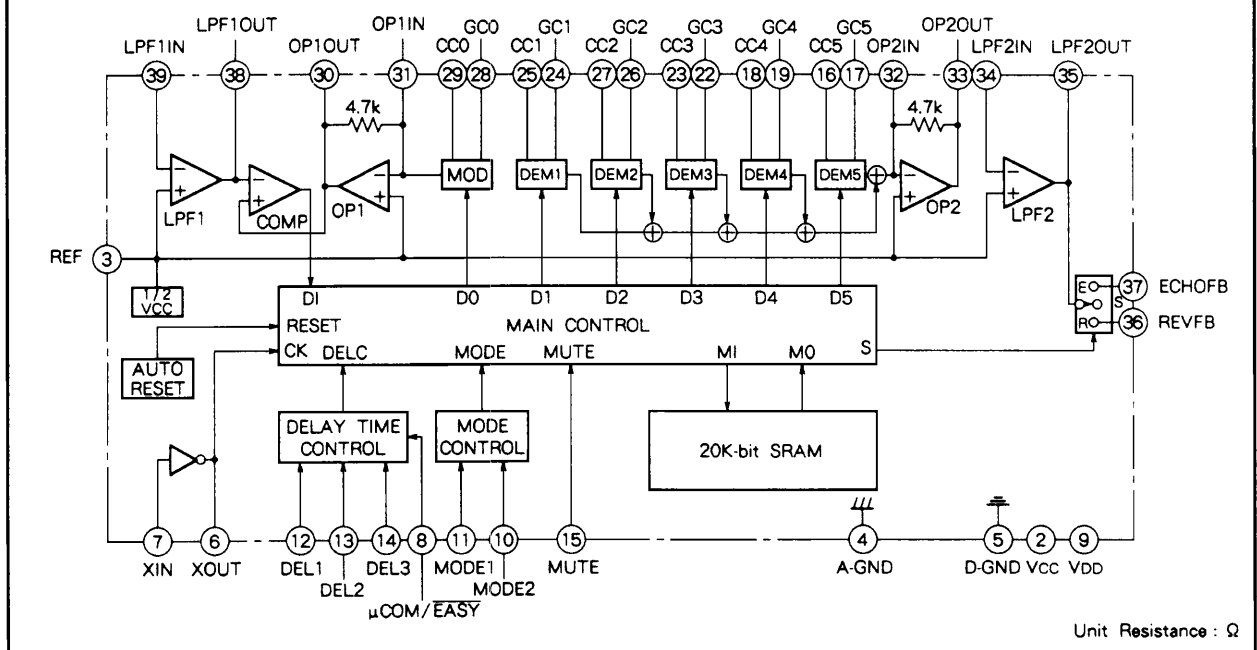 LPF1IN LPF1OUT OP1OUT OP1IN CC0 GC0 CC1 GC1 CC2 GC2 CC3 GC3 CC4 GC4 CC5 GC5 OP2IN OP2OUT LPF2IN LPF2OUT
39 38 30 31 29 28 25 24 27 26 23 22 18 19 16 17 32 33 34 35
4.7k 4.7k
− + LPF1
− + COMP
− + OP1
MOD DEM1 DEM2 DEM3 DEM4 DEM5
+ + + +
− + OP2
− + LPF2
REF 3
1/2
VCC
E S R
37 ECHOFB
36 REVFB
DI D0 D1 D2 D3 D4 D5
RESET MAIN CONTROL
CK DELC MODE MUTE MI MO S
AUTO
RESET
DELAY TIME
CONTROL
MODE
CONTROL
20K-bit SRAM
7 6 12 13 14 8 11 10 15 4 5 2 9
XIN XOUT DEL1 DEL2 DEL3 μCOM/EASY MODE1 MODE2 MUTE A-GND D-GND VCC VDD
Unit Resistance : Ω